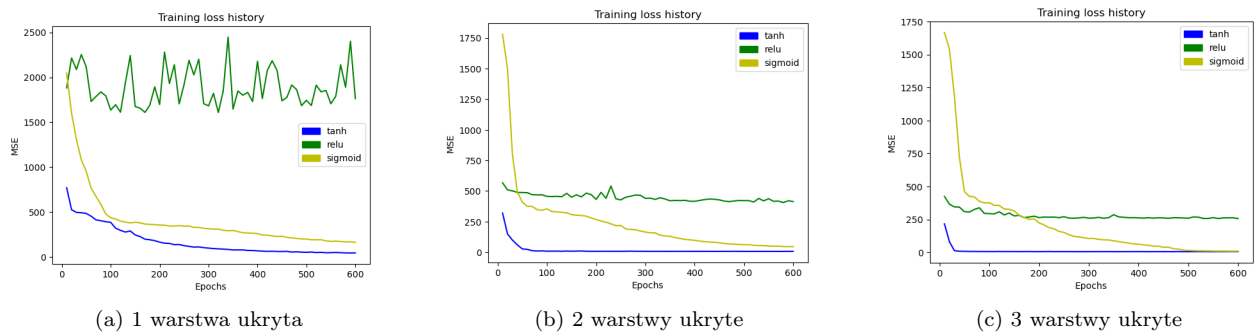 Training loss history
2500
2000
1500
1000
500
0
MSE
tanh
relu
sigmoid
0 100 200 300 400 500 600
Epochs
(a) 1 warstwa ukryta
Training loss history
1750
1500
1250
1000
750
500
250
0
MSE
tanh
relu
sigmoid
0 100 200 300 400 500 600
Epochs
(b) 2 warstwy ukryte
Training loss history
1750
1500
1250
1000
750
500
250
0
MSE
tanh
relu
sigmoid
0 100 200 300 400 500 600
Epochs
(c) 3 warstwy ukryte